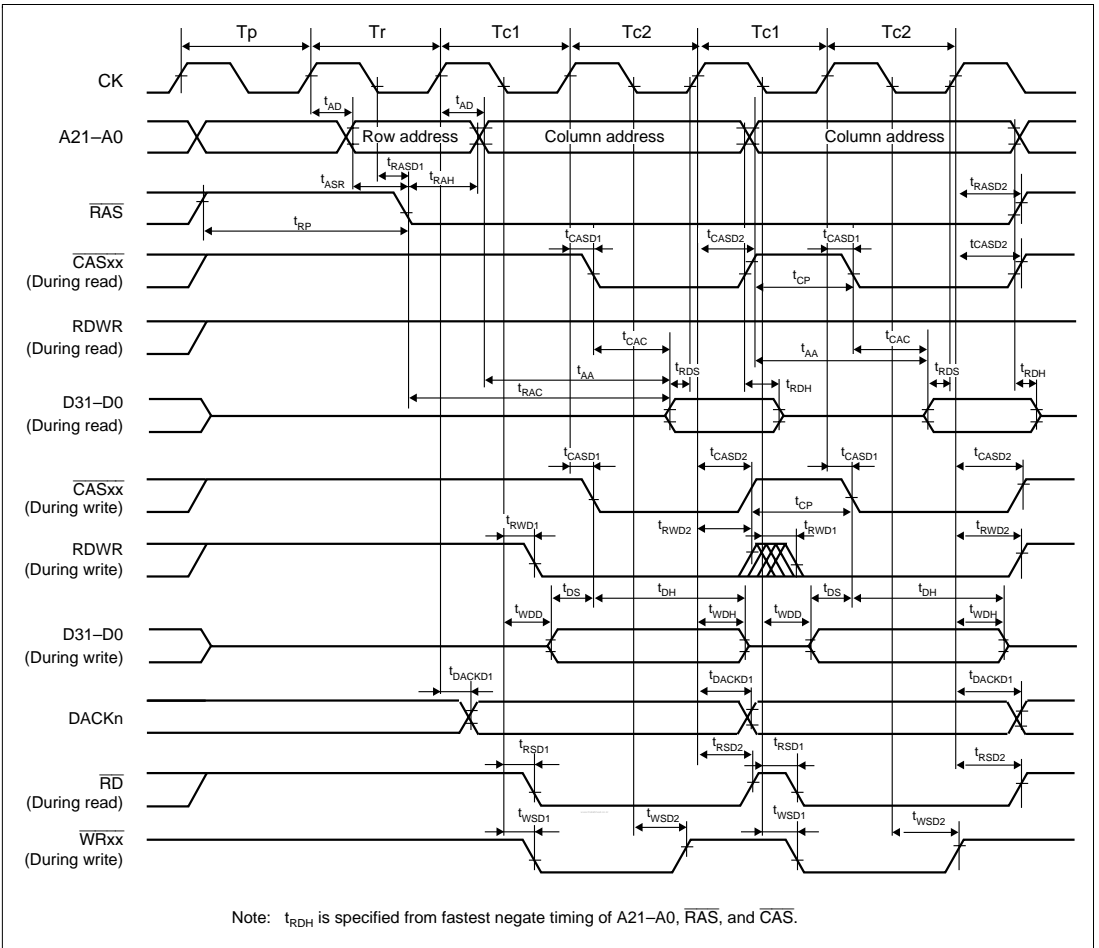 Tp Tr Tc1 Tc2 Tc1 Tc2
CK
tAD tAD
A21–A0 Row address Column address Column address
tRASD1
tASR tRAH tRASD2
RAS
tRP
tCASD1 tCASD2 tCASD1 tCASD2
CASxx
(During read)
tCP
RDWR
(During read)
tCAC tCAC
tAA tAA
tRDS tRDS
tRAC tRDH tRDH
D31–D0
(During read)
tCASD1 tCASD2 tCASD1 tCASD2
CASxx
(During write)
tCP
tRWD1 tRWD2 tRWD1 tRWD2
RDWR
(During write)
tDS tDH tDS tDH
tWDD tWDH tWDD tWDH
D31–D0
(During write)
tDACKD1 tDACKD1 tDACKD1
DACKn
tRSD1 tRSD2 tRSD1 tRSD2
RD
(During read)
tWSD1 tWSD2 tWSD1 tWSD2
WRxx
(During write)
Note: tRDH is specified from fastest negate timing of A21–A0, RAS, and CAS.